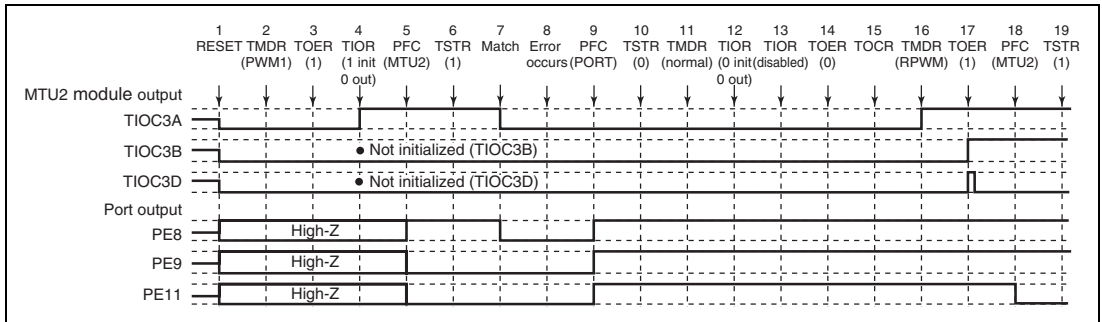 1 2 3 4 5 6 7 8 9 10 11 12 13 14 15 16 17 18 19
RESET TMDR TOER TIOR PFC TSTR Match Error PFC TSTR TMDR TIOR TIOR TOER TOCR TMDR TOER PFC TSTR
(PWM1) (1) (1 init (MTU2) (1) occurs (PORT) (0) (normal) (0 init (disabled) (0) (RPWM) (1) (MTU2) (1)
0 out) 0 out)
MTU2 module output
TIOC3A
TIOC3B
• Not initialized (TIOC3B)
TIOC3D
• Not initialized (TIOC3D)
Port output
PE8
High-Z
PE9
High-Z
PE11
High-Z